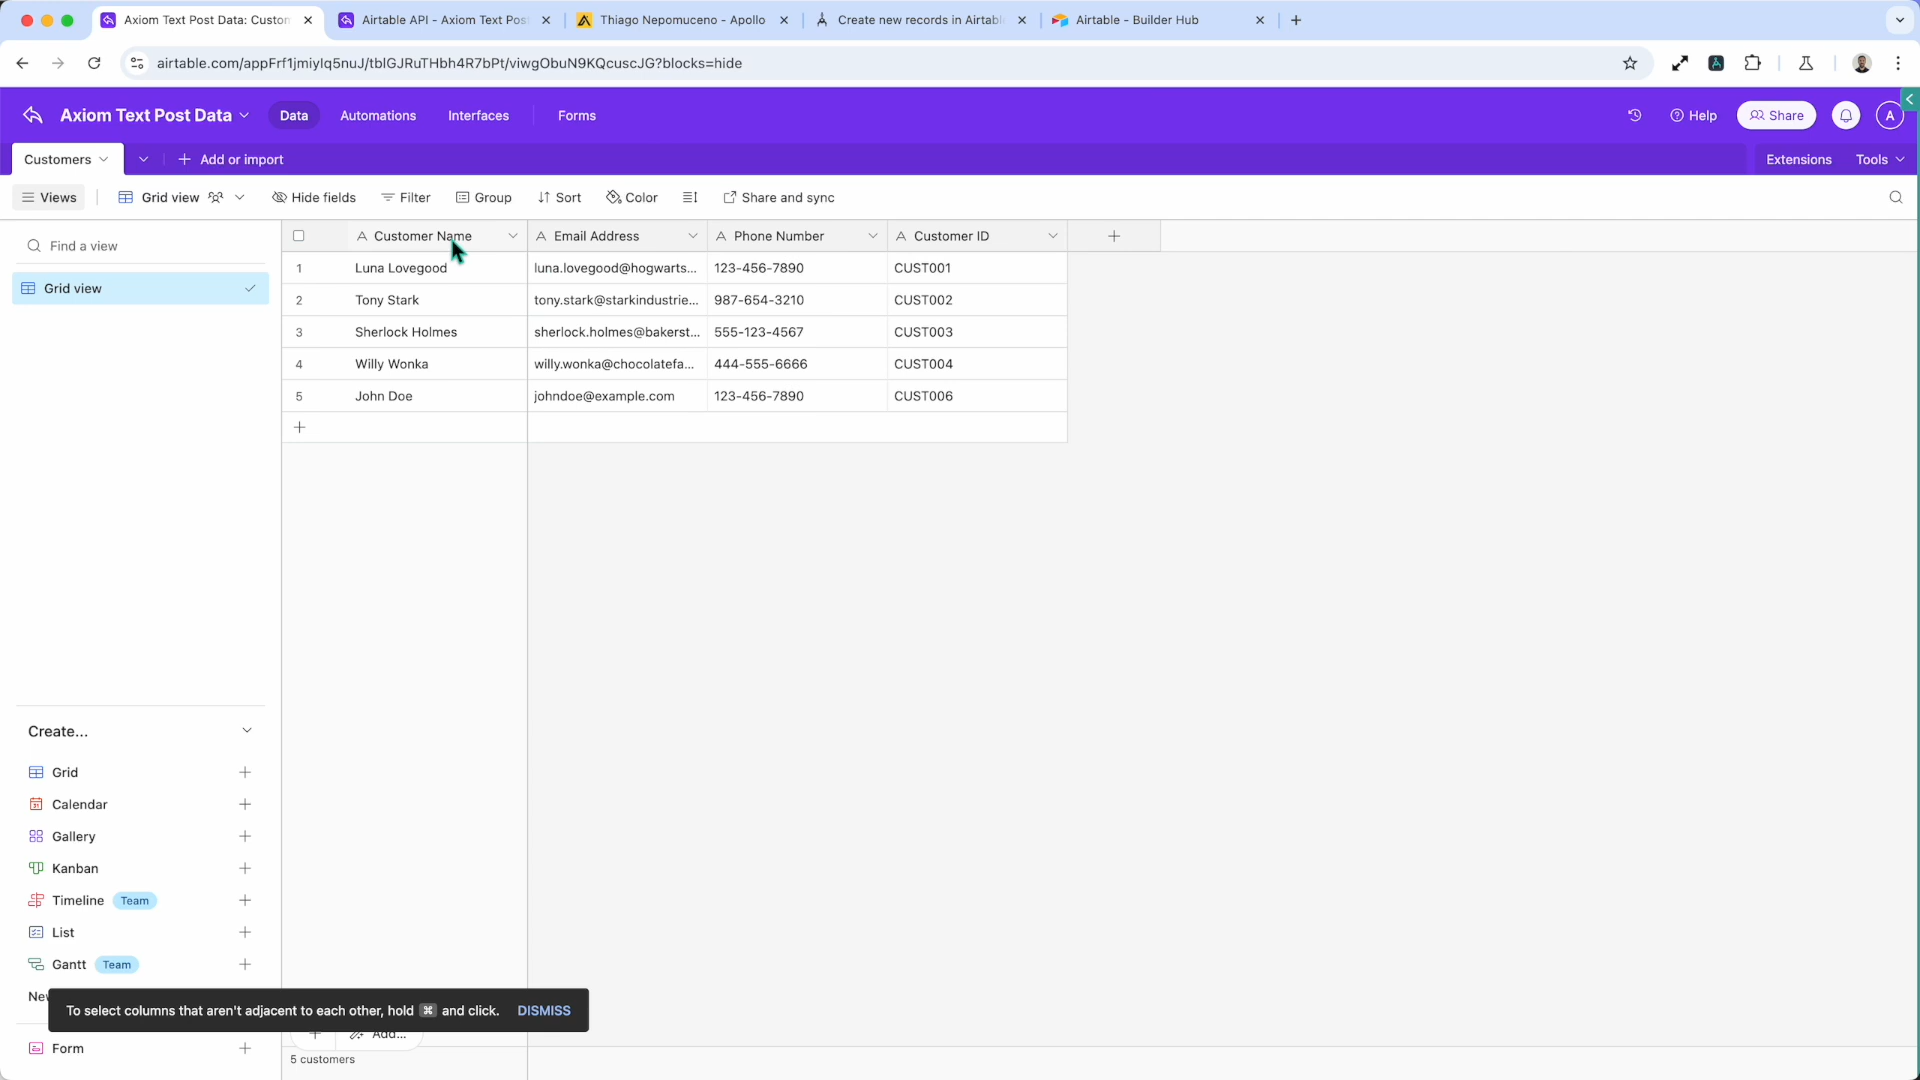 Axiom Text Post Data: Custon
Airtable API - Axiom Text Pos
Thiago Nepomuceno - Apollo
Create new records in Airtabl
Airtable - Builder Hub
airtable.com/appFrf1jmiylq5nuJ/tblGJRuTHbh4R7bPt/viwgObuN9KQcuscJG?blocks=hide
Axiom Text Post Data
Data
Automations
Interfaces
Forms
Help
Share
A
Customers
Add or import
Extensions
Tools
Views
Grid view
Hide fields
Filter
Group
Sort
Color
Share and sync
Find a view
Grid view
Customer Name
Email Address
Phone Number
Customer ID
1 Luna Lovegood luna.lovegood@hogwarts... 123-456-7890 CUST001
2 Tony Stark tony.stark@starkindustrie... 987-654-3210 CUST002
3 Sherlock Holmes sherlock.holmes@bakerst... 555-123-4567 CUST003
4 Willy Wonka willy.wonka@chocolatefa... 444-555-6666 CUST004
5 John Doe johndoe@example.com 123-456-7890 CUST006
Create...
Grid
Calendar
Gallery
Kanban
Timeline Team
List
Gantt Team
To select columns that aren't adjacent to each other, hold ⌘ and click. DISMISS
Add...
Form
5 customers